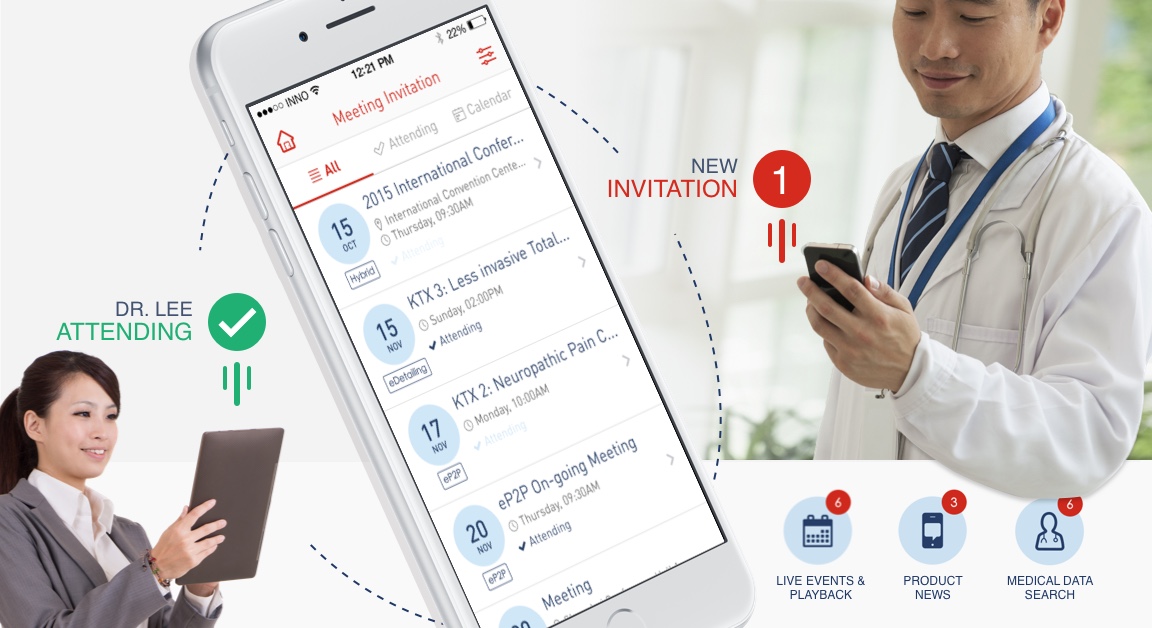 INNO
12:21 PM
22%
Meeting Invitation
All
Attending
Calendar
15
OCT
2015 International Confer...
International Convention Cente...
Thursday, 09:30AM
Attending
Hybrid
15
NOV
KTX 3: Less invasive Total...
Sunday, 02:00PM
Attending
eDetailing
17
NOV
KTX 2: Neuropathic Pain C...
Monday, 10:00AM
Attending
eP2P
20
NOV
eP2P On-going Meeting
Thursday, 09:30AM
Attending
eP2P
Meeting
NEW
INVITATION
1
DR. LEE
ATTENDING
6
LIVE EVENTS &
PLAYBACK
3
PRODUCT
NEWS
6
MEDICAL DATA
SEARCH